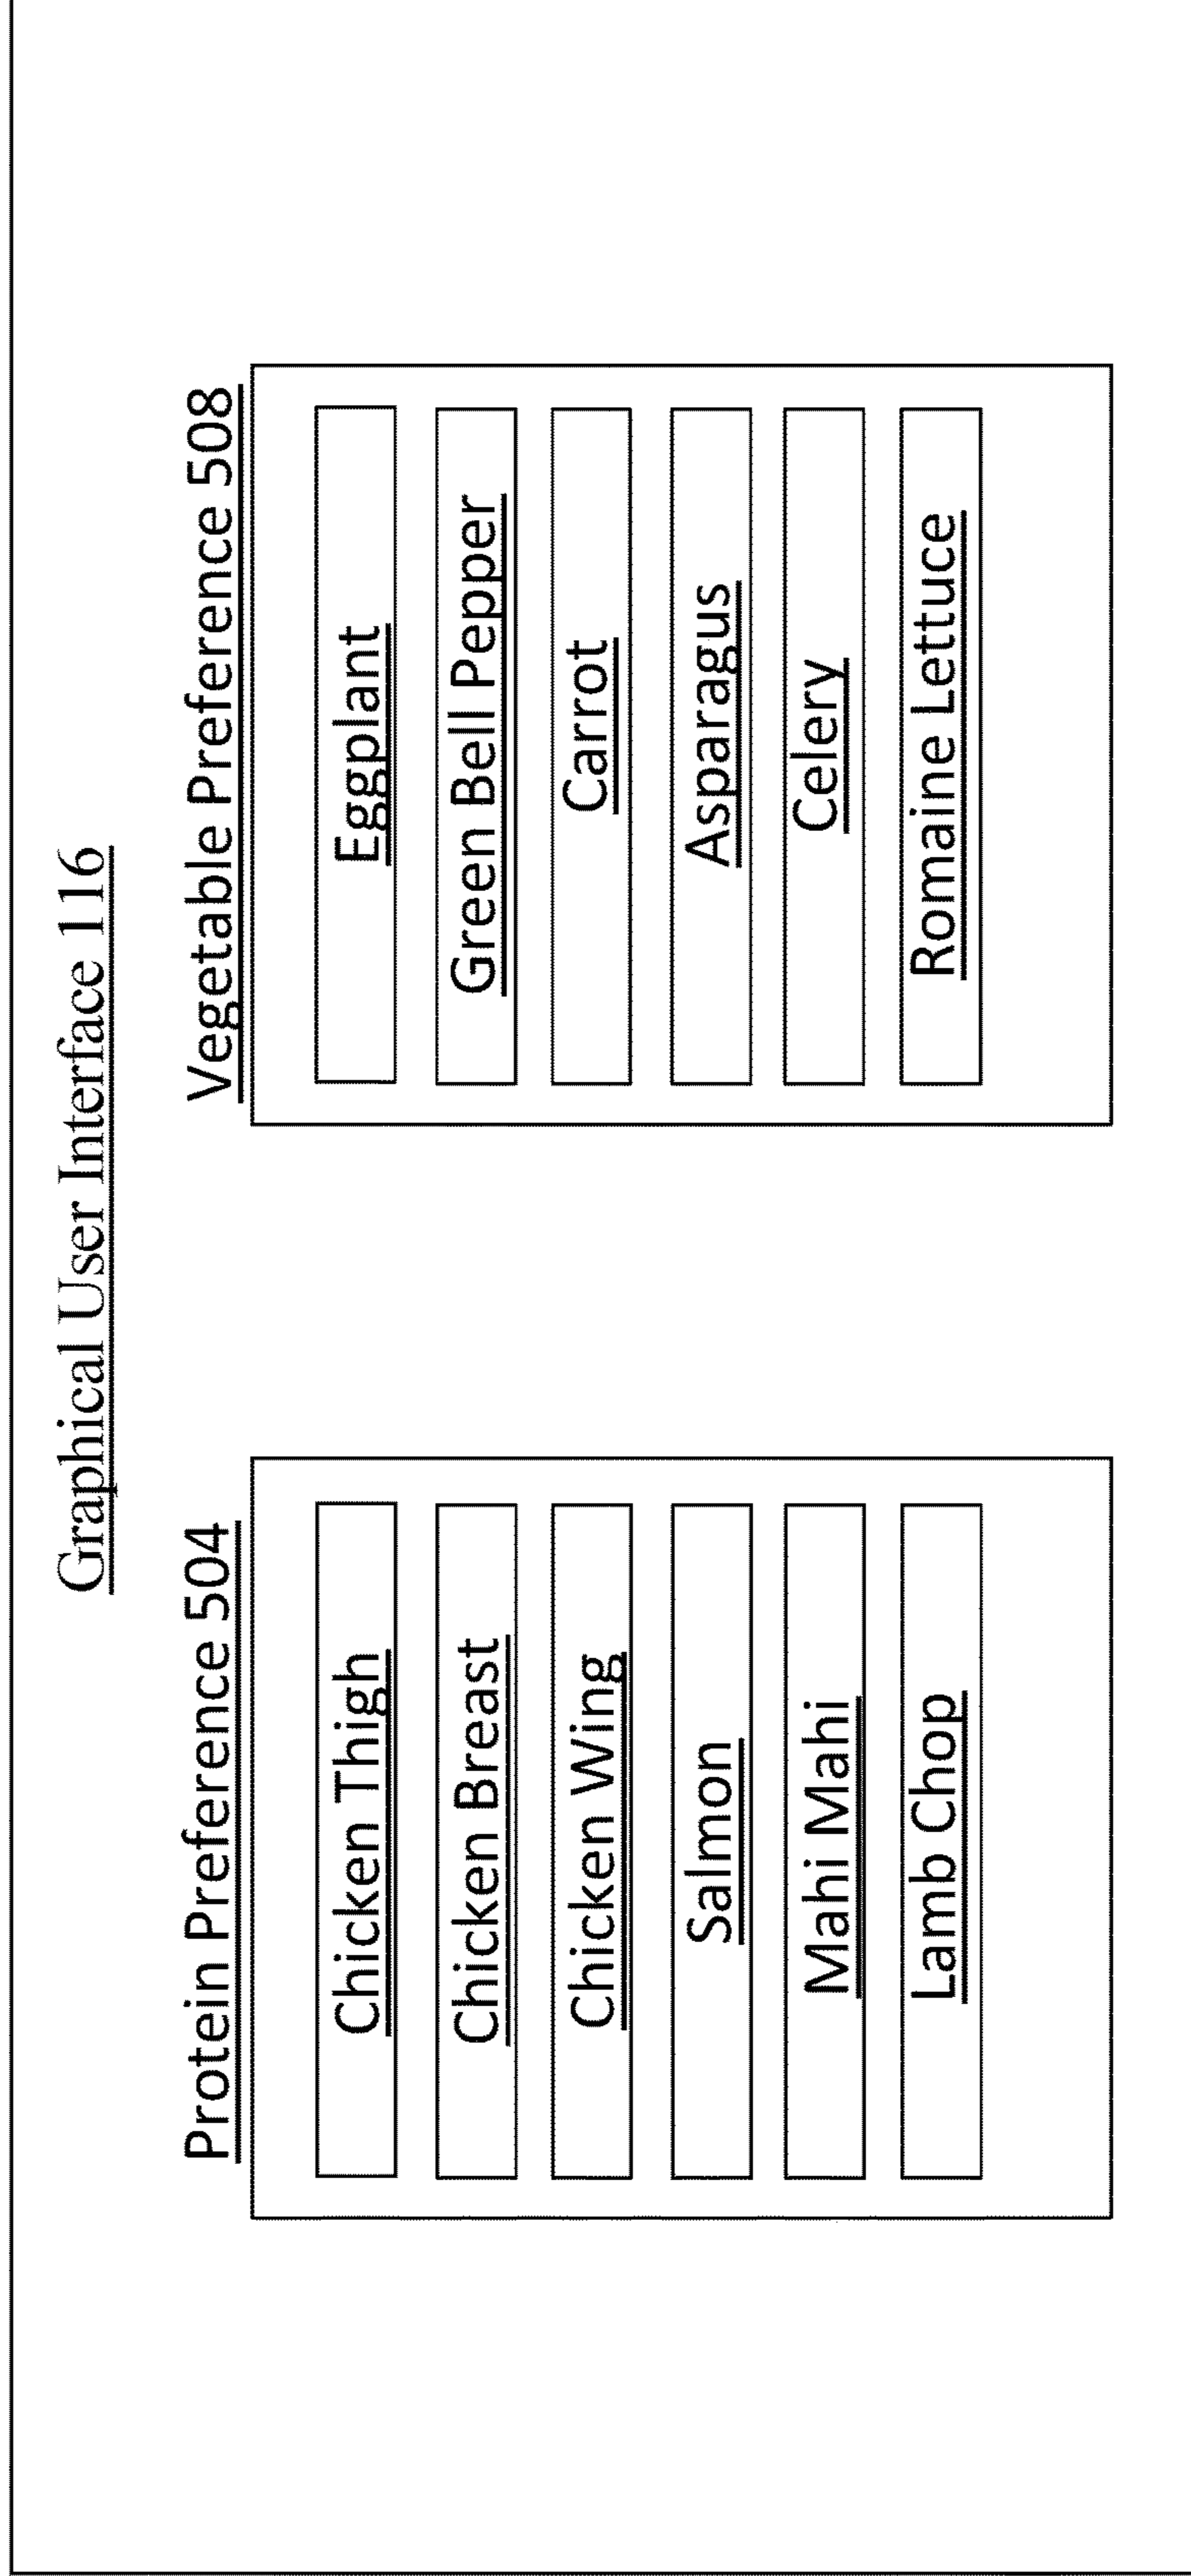 Graphical User Interface 116
Protein Preference 504
Chicken Thigh
Chicken Breast
Chicken Wing
Salmon
Mahi Mahi
Lamb Chop
Vegetable Preference 508
Eggplant
Green Bell Pepper
Carrot
Asparagus
Celery
Romaine Lettuce